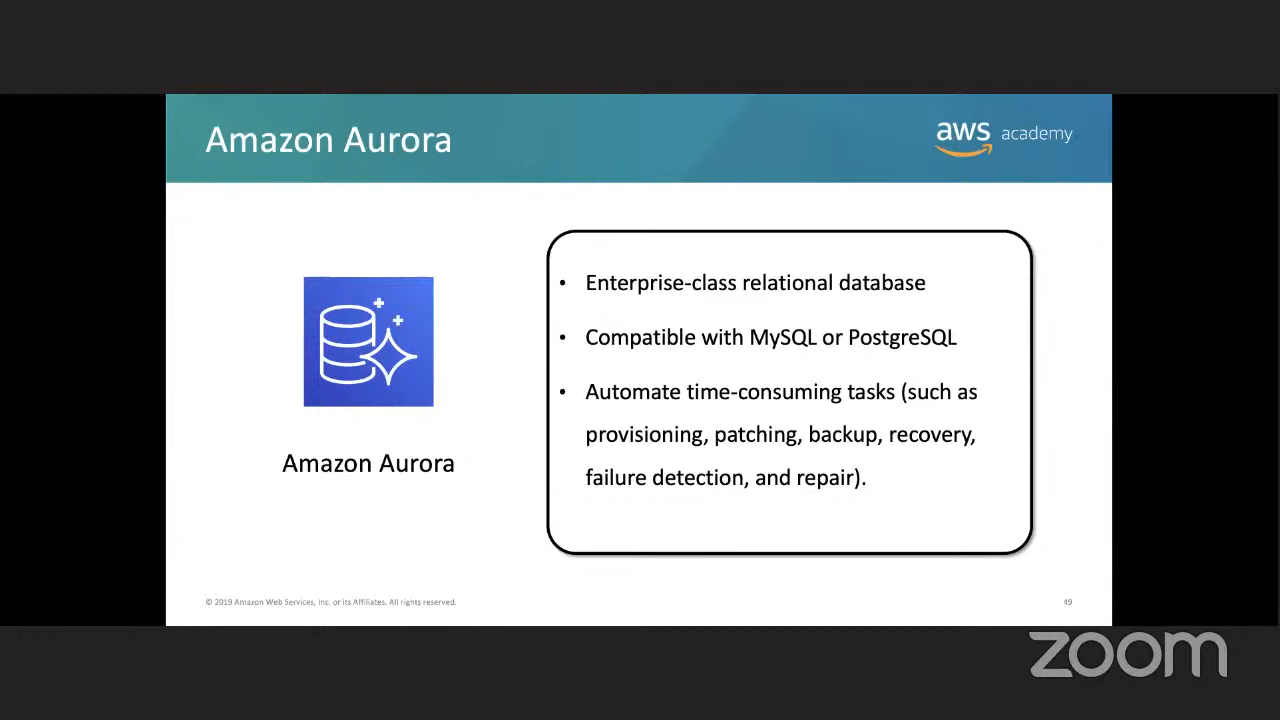 Amazon Aurora
aws academy
• Enterprise-class relational database
• Compatible with MySQL or PostgreSQL
• Automate time-consuming tasks (such as
provisioning, patching, backup, recovery,
failure detection, and repair).
Amazon Aurora
© 2019 Amazon Web Services, Inc. or its Affiliates. All rights reserved.
49
zoom